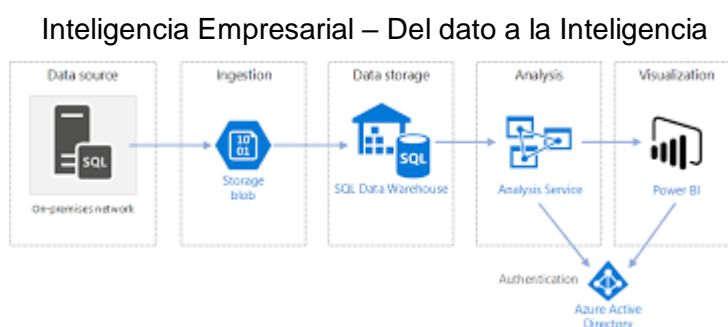 Inteligencia Empresarial – Del dato a la Inteligencia
Data source
Ingestion
Data storage
Analysis
Visualization
SQL
10
01
SQL
On-premises network
Storage
blob
SQL Data Warehouse
Analysis Service
Power BI
Authentication
Azure Active
Directory